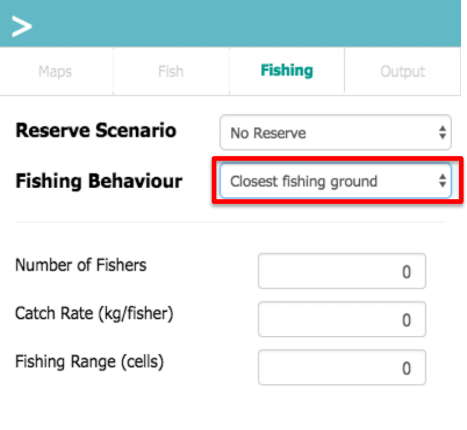 >
Maps Fish Fishing Output
Reserve Scenario No Reserve
Fishing Behaviour Closest fishing ground
Number of Fishers 0
Catch Rate (kg/fisher) 0
Fishing Range (cells) 0